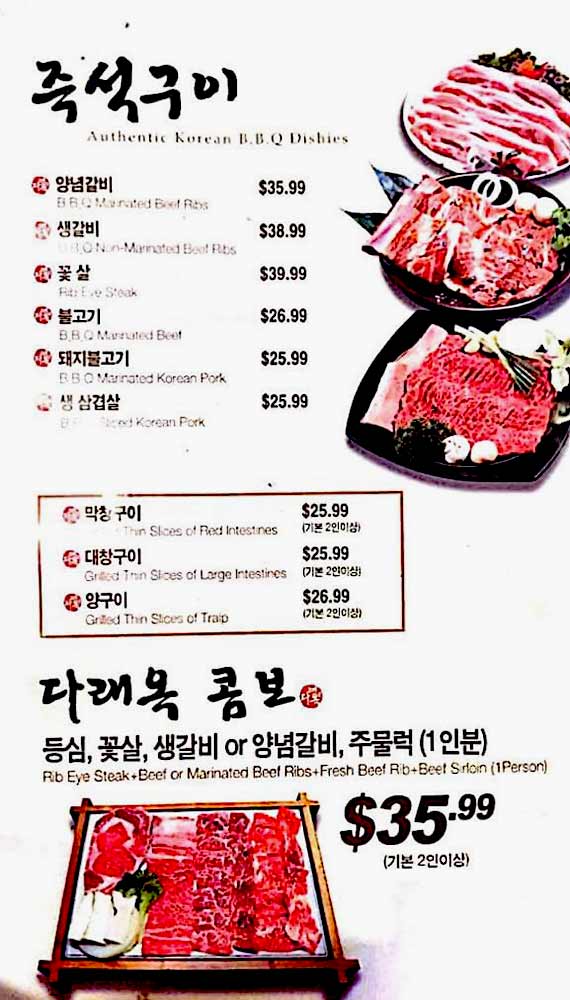 즉석구이
Authentic Korean B.B.Q Dishies
양념갈비 $35.99
B.B.Q Marinated Beef Ribs
생갈비 $38.99
B.B.Q Non-Marinated Beef Ribs
꽃 살 $39.99
Rib Eye Steak
불고기 $26.99
B.B.Q Marinated Beef
돼지불고기 $25.99
B.B.Q Marinated Korean Pork
생 삼겹살 $25.99
Sliced Korean Pork
막창구이 $25.99
Thin Slices of Red Intestines (기본 2인이상)
대창구이 $25.99
Grilled Thin Slices of Large Intestines (기본 2인이상)
양구이 $26.99
Grilled Thin Slices of Traip (기본 2인이상)
다래옥 콤보
등심, 꽃살, 생갈비 or 양념갈비, 주물럭 (1인분)
Rib Eye Steak+Beef or Marinated Beef Ribs+Fresh Beef Rib+Beef Sirloin (1Person)
$35.99
(기본 2인이상)